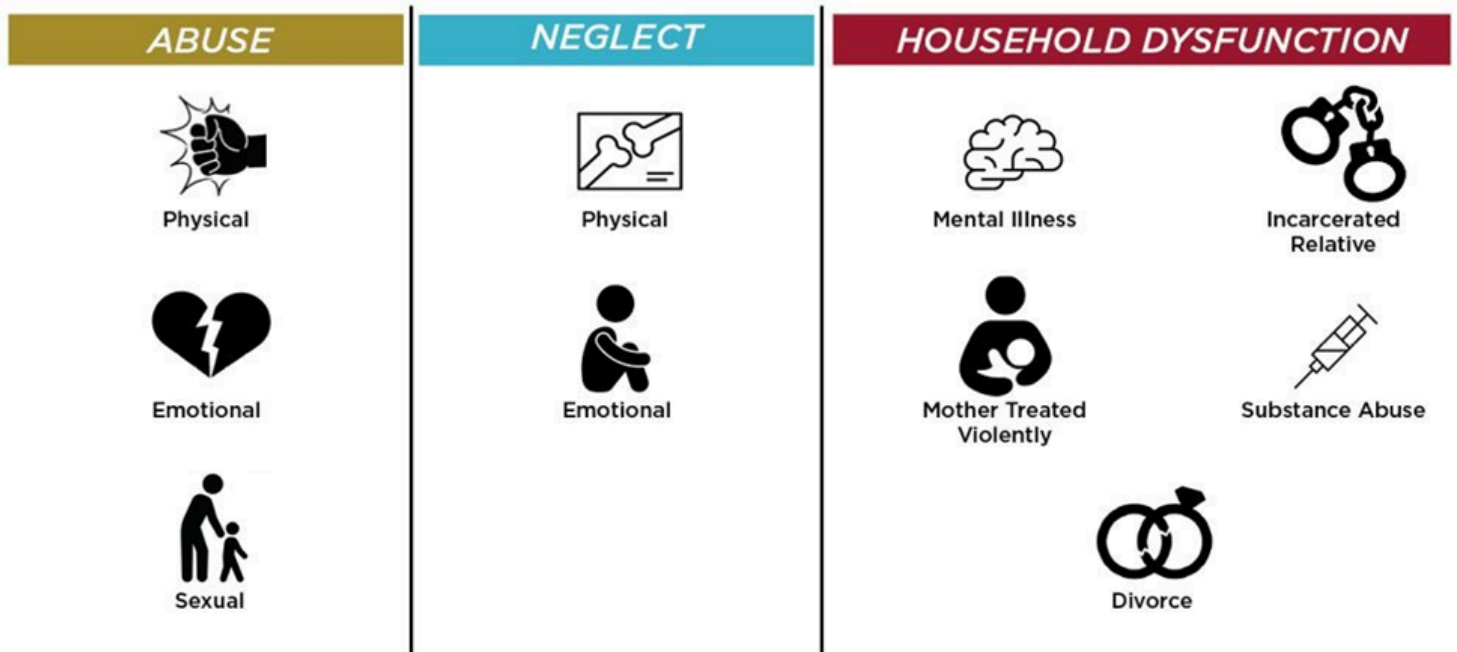 ABUSE
Physical
Emotional
Sexual
NEGLECT
Physical
Emotional
HOUSEHOLD DYSFUNCTION
Mental Illness
Incarcerated
Relative
Mother Treated
Violently
Substance Abuse
Divorce